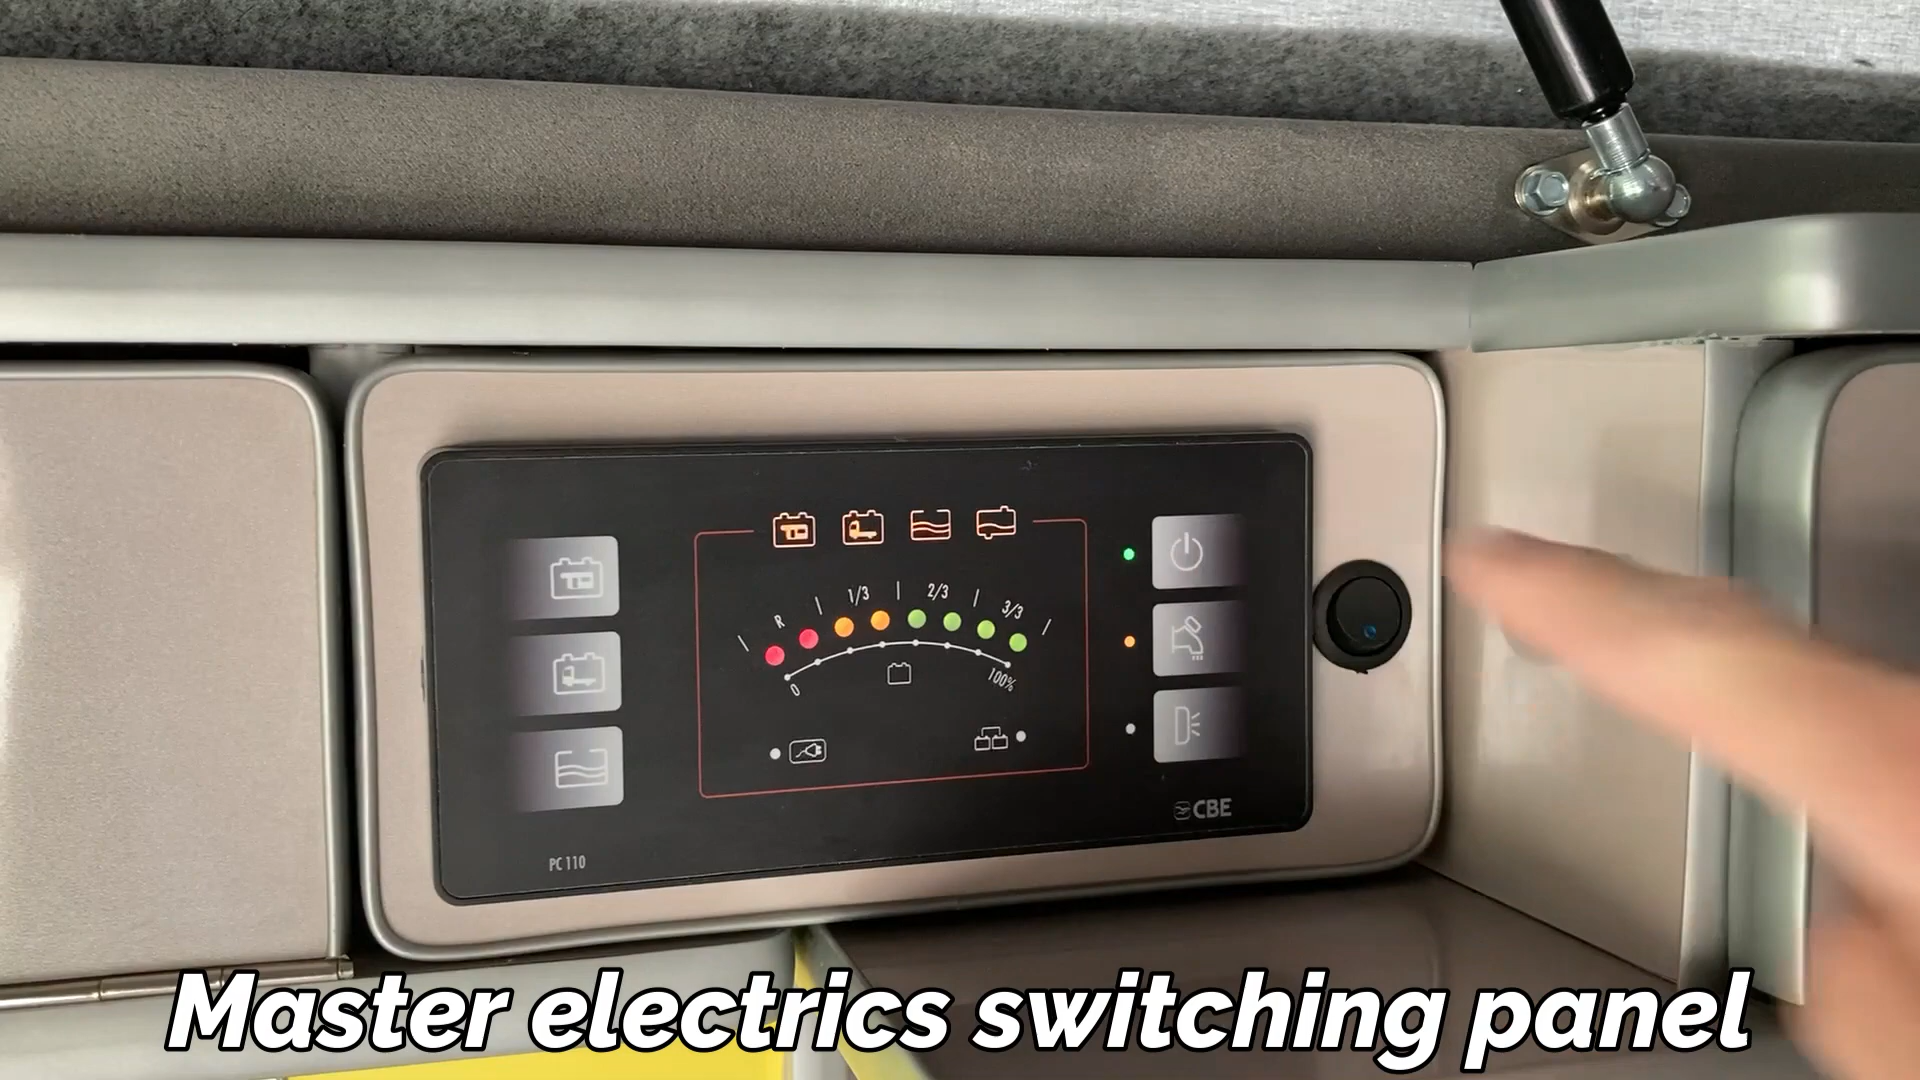 R
1/3
2/3
3/3
0
100%
CBE
PC 110
Master electrics switching panel